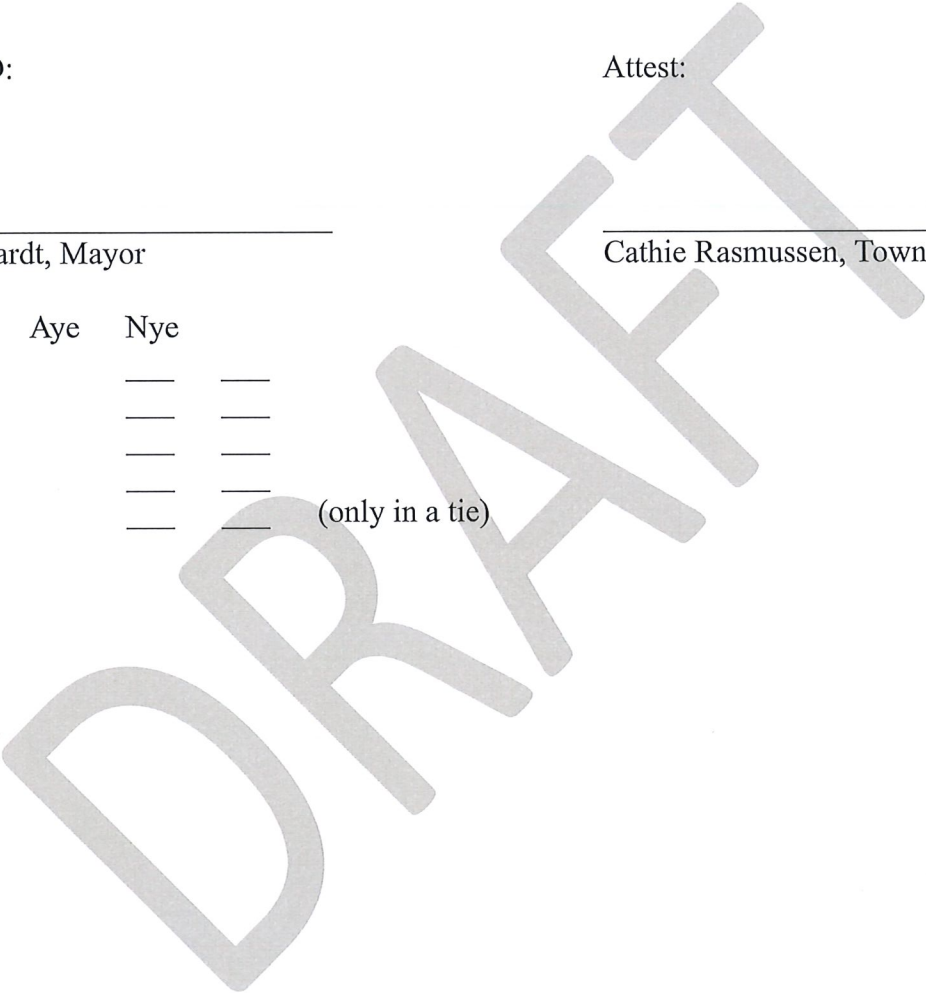 Attest:
ardt, Mayor
Cathie Rasmussen, Town
Aye Nye
(only in a tie)
DRAFT